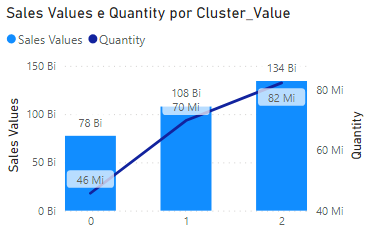 Sales Values e Quantity por Cluster_Value
Sales Values Quantity
150 Bi
134 Bi
108 Bi
78 Bi
70 Mi
82 Mi
46 Mi
100 Bi
50 Bi
0 Bi
80 Mi
60 Mi
40 Mi
Sales Values
Quantity
0 1 2